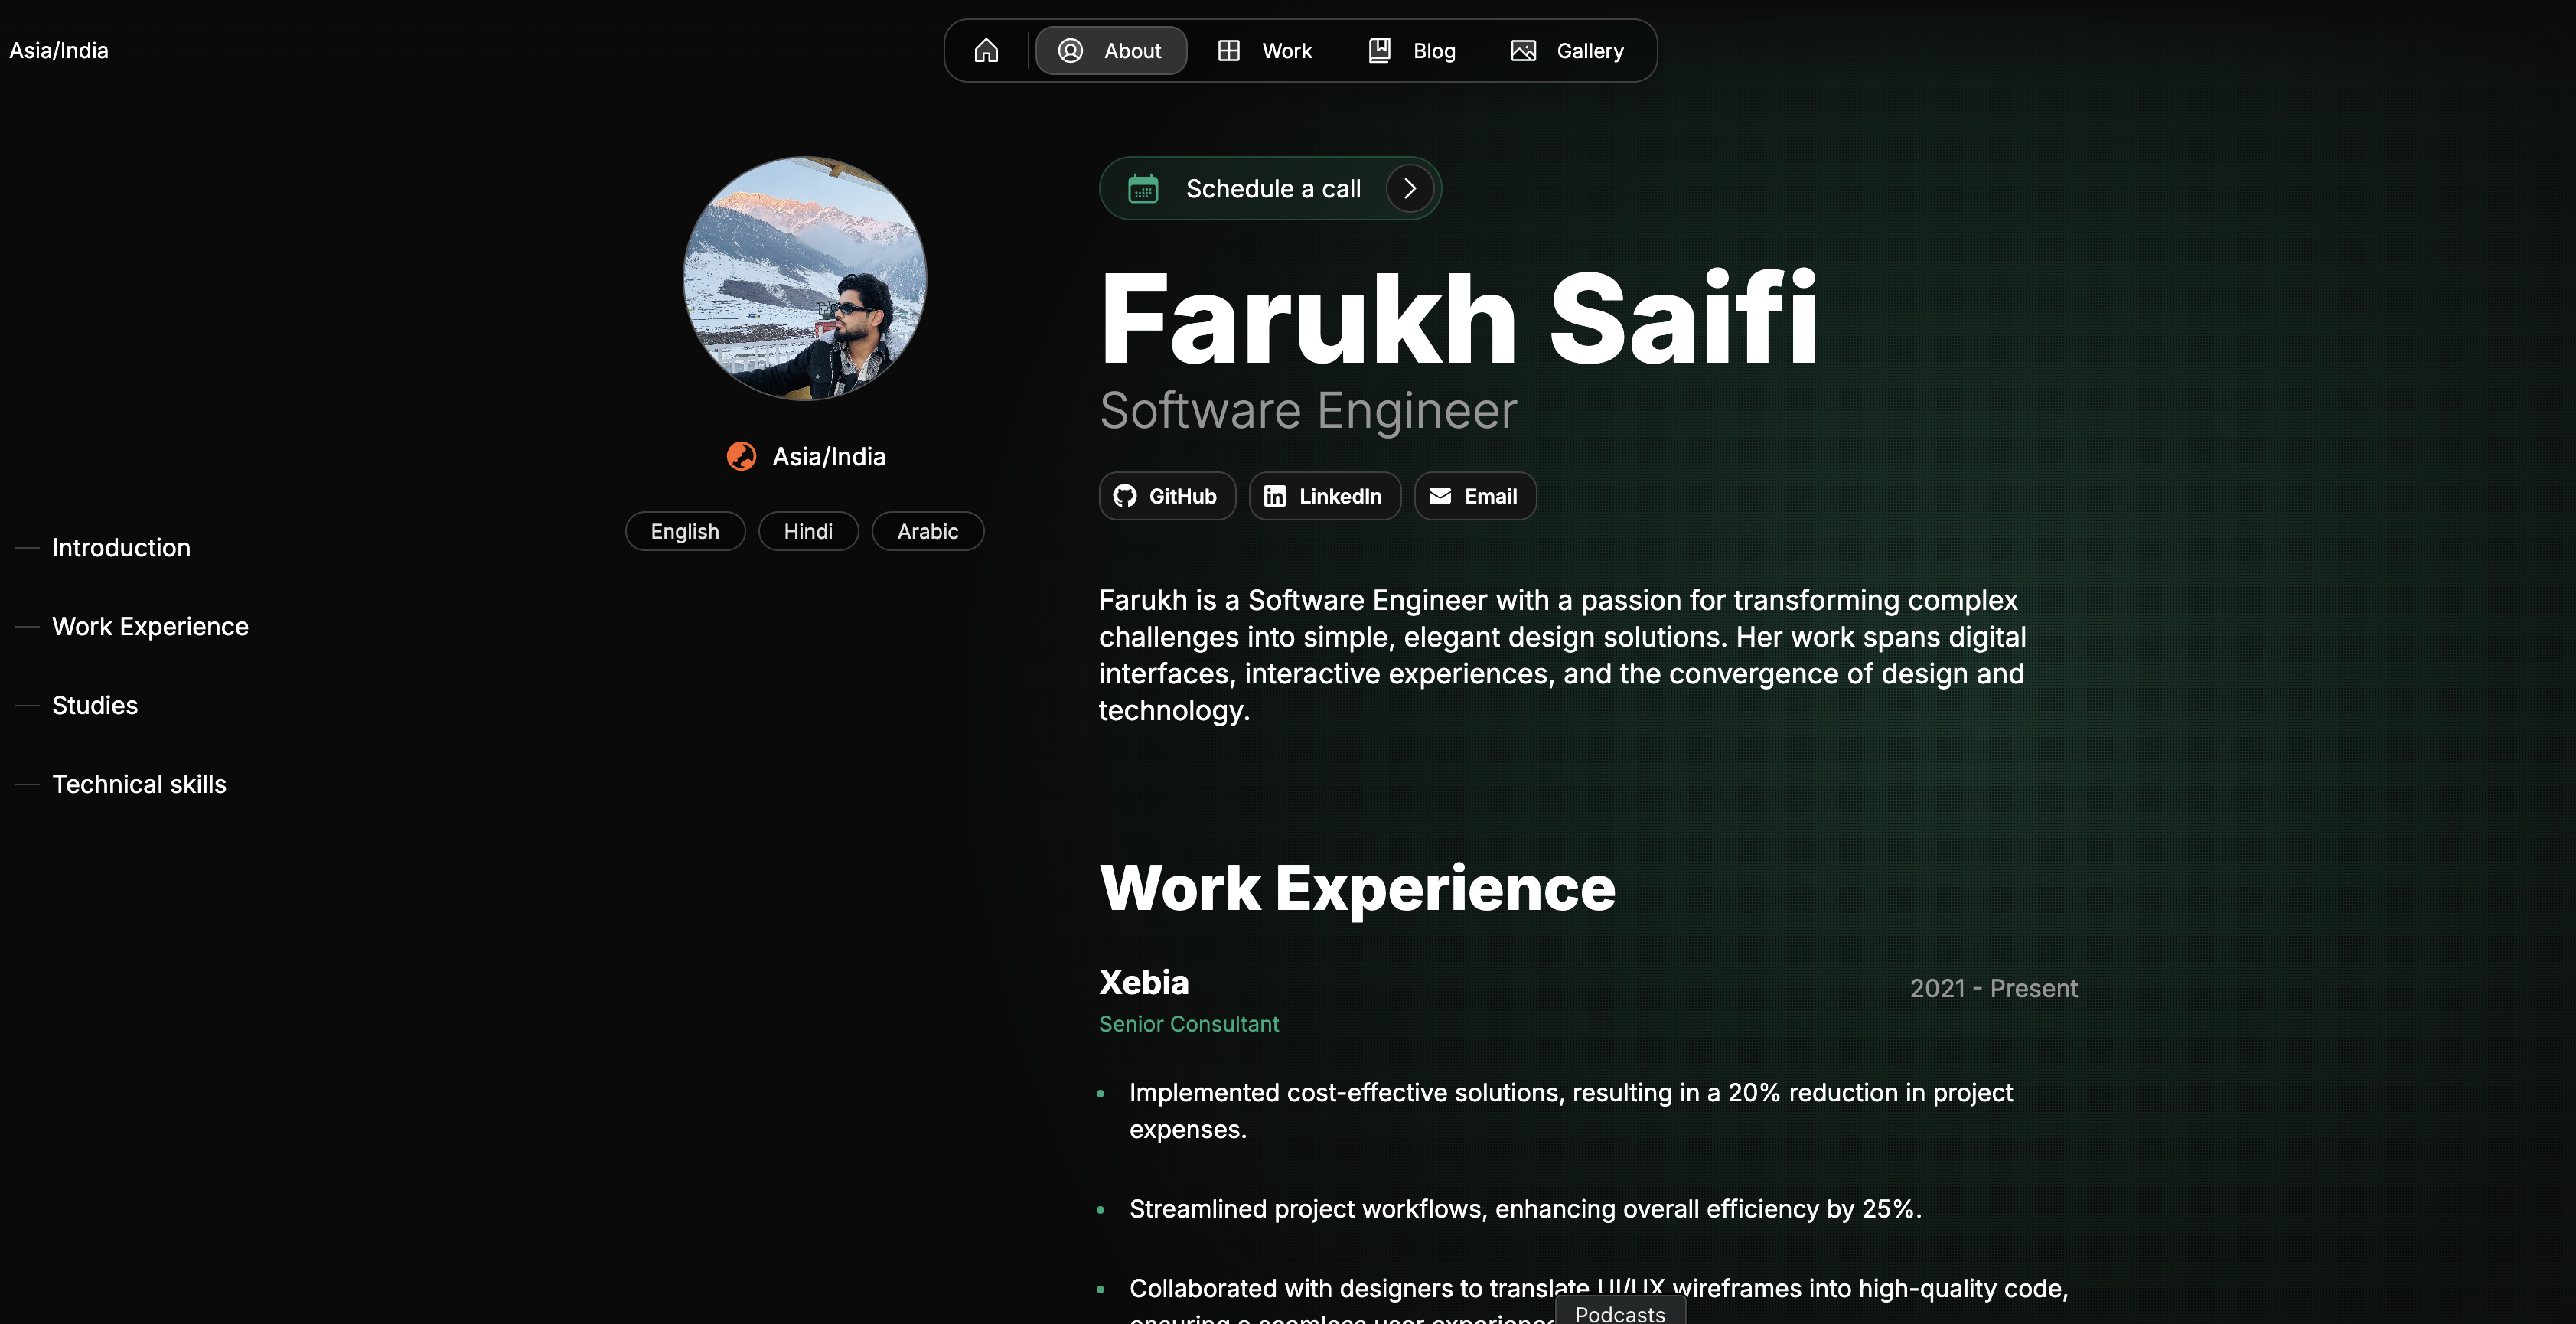 Asia/India
About
Work
Blog
Gallery
Schedule a call
Farukh Saifi
Software Engineer
GitHub
LinkedIn
Email
Asia/India
English
Hindi
Arabic
Introduction
Work Experience
Studies
Technical skills
Farukh is a Software Engineer with a passion for transforming complex
challenges into simple, elegant design solutions. Her work spans digital
interfaces, interactive experiences, and the convergence of design and
technology.
Work Experience
Xebia
2021 - Present
Senior Consultant
Implemented cost-effective solutions, resulting in a 20% reduction in project
expenses.
Streamlined project workflows, enhancing overall efficiency by 25%.
Collaborated with designers to translate UI/UX wireframes into high-quality code,
ensuring a seamless user experience
Podcasts